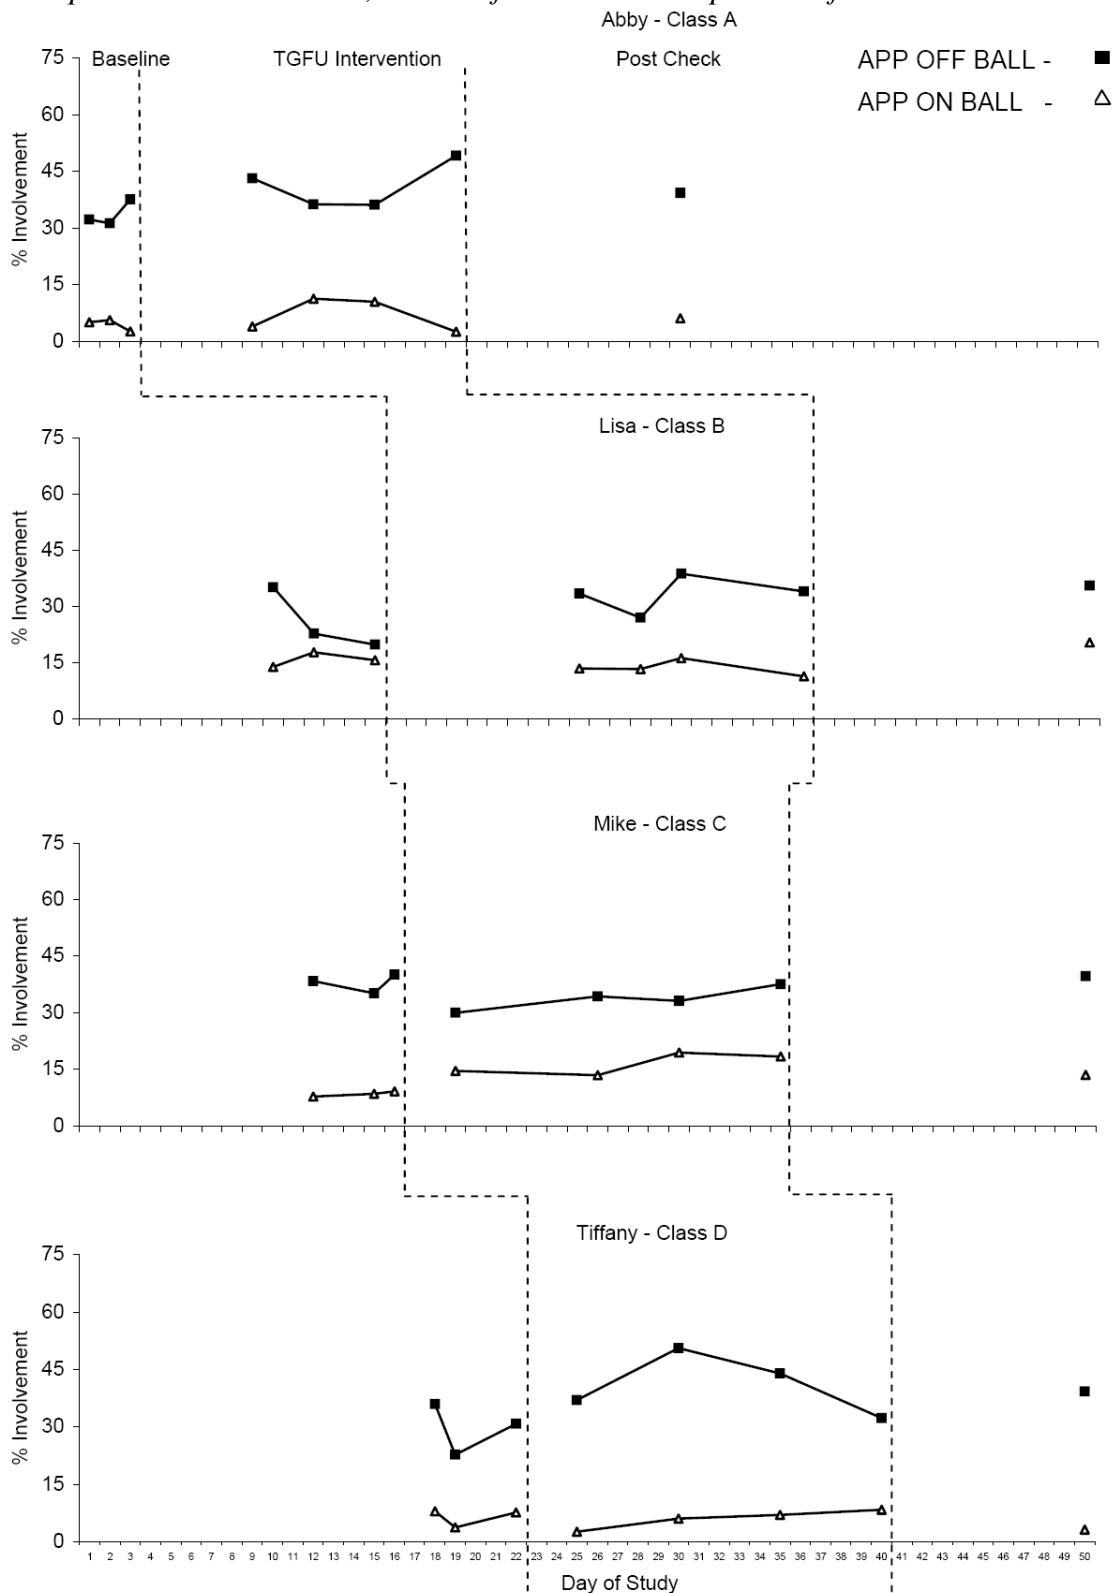 Abby - Class A
Baseline TGFU Intervention Post Check APP OFF BALL -
APP ON BALL -
% Involvement
75
60
45
30
15
0
Lisa - Class B
% Involvement
75
60
45
30
15
0
Mike - Class C
% Involvement
75
60
45
30
15
0
Tiffany - Class D
% Involvement
75
60
45
30
15
0
1 2 3 4 5 6 7 8 9 10 11 12 13 14 15 16 17 18 19 20 21 22 23 24 25 26 27 28 29 30 31 32 33 34 35 36 37 38 39 40 41 42 43 44 45 46 47 48 49 50
Day of Study